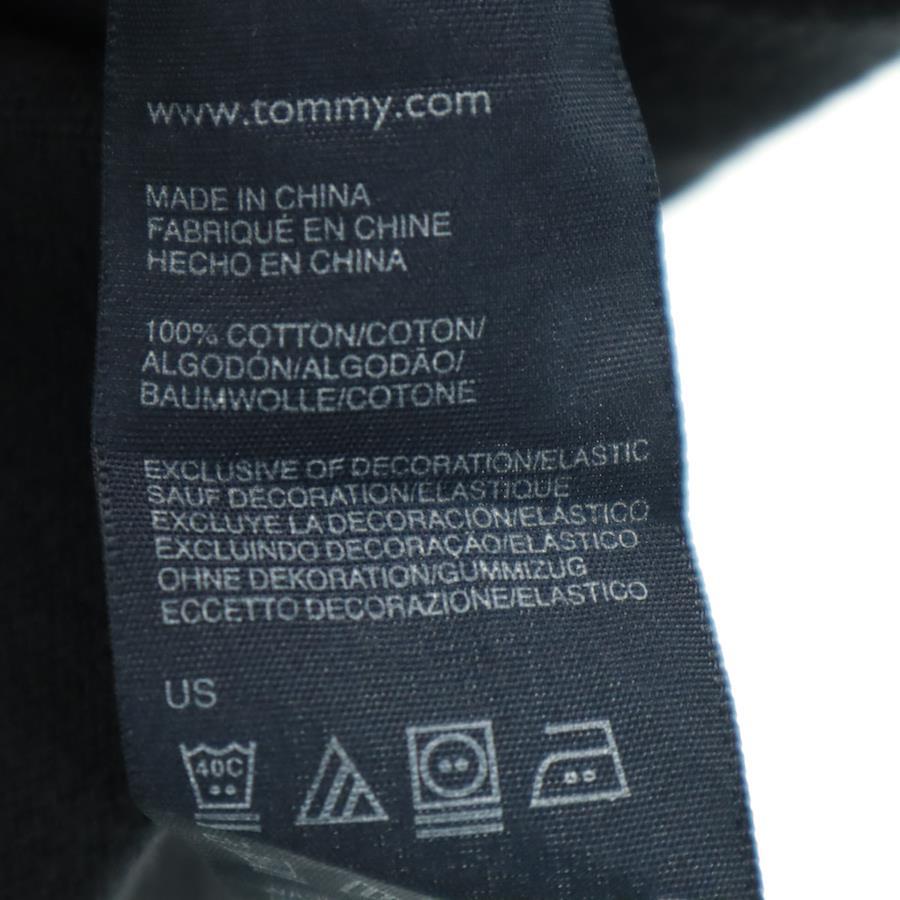 www.tommy.com
MADE IN CHINA
FABRIQUÉ EN CHINE
HECHO EN CHINA
100% COTTON/COTON/
ALGODÓN/ALGODÃO/
BAUMWOLLE/COTONE
EXCLUSIVE OF DECORATION/ELASTIC
SAUF DÉCORATION/ÉLASTIQUE
EXCLUYE LA DECORACIÓN/ELÁSTICO
EXCLUINDO DECORAÇÃO/ELÁSTICO
OHNE DEKORATION/GUMMIZUG
ECCETTO DECORAZIONE/ELASTICO
US
40C